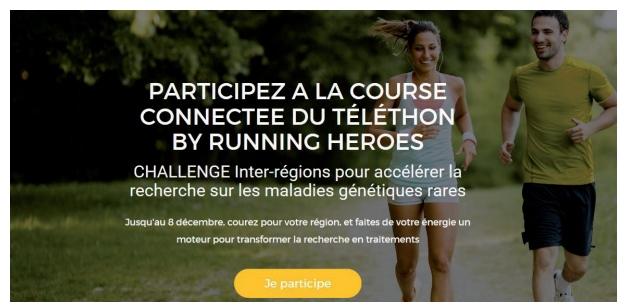 PARTICIPEZ A LA COURSE
CONNECTEE DU TÉLÉTHON
BY RUNNING HEROES
CHALLENGE Inter-régions pour accélérer la
recherche sur les maladies génétiques rares
Jusqu'au 8 décembre, courez pour votre région, et faites de votre énergie un
moteur pour transformer la recherche en traitements
Je participe